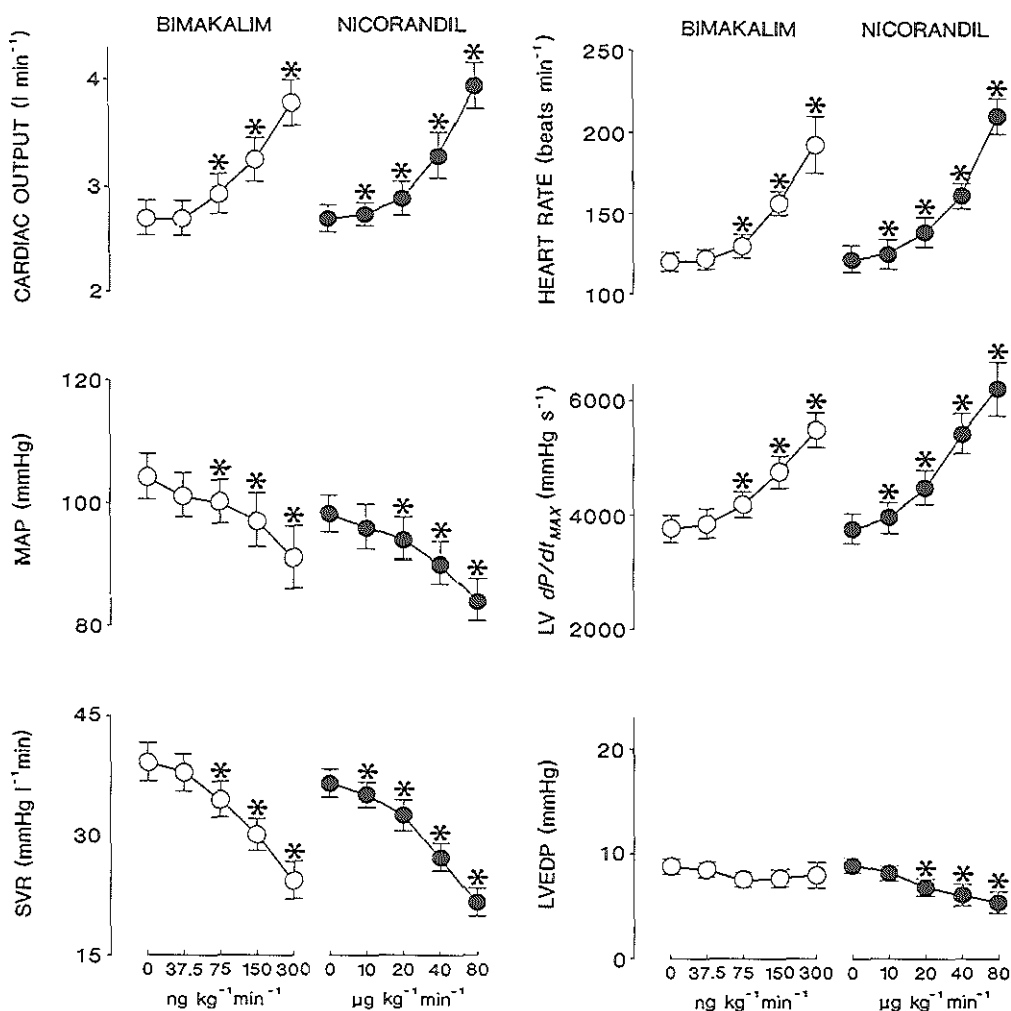 BIMAKALIM NICORANDIL
CARDIAC OUTPUT (l min⁻¹)
4
3
2
* * *
* * * *
BIMAKALIM NICORANDIL
HEART RATE (beats min⁻¹)
250
200
150
100
* * *
* * * *
MAP (mmHg)
120
100
80
* * *
* * *
LV dP/dt_MAX (mmHg s⁻¹)
6000
4000
2000
* * *
* * * *
SVR (mmHg l⁻¹min)
45
30
15
* * *
* * * *
0 37.5 75 150 300
ng kg⁻¹min⁻¹
0 10 20 40 80
µg kg⁻¹min⁻¹
LVEDP (mmHg)
20
10
0
* * *
0 37.5 75 150 300
ng kg⁻¹min⁻¹
0 10 20 40 80
µg kg⁻¹min⁻¹